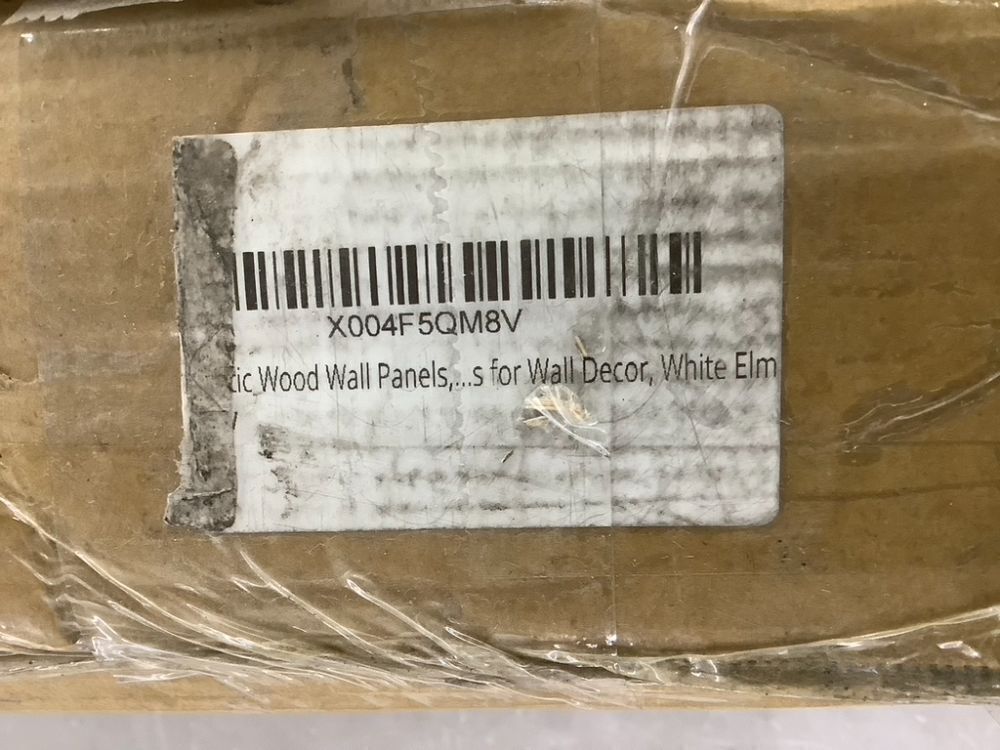 X004F5QM8V
tic Wood Wall Panels,...s for Wall Decor, White Elm